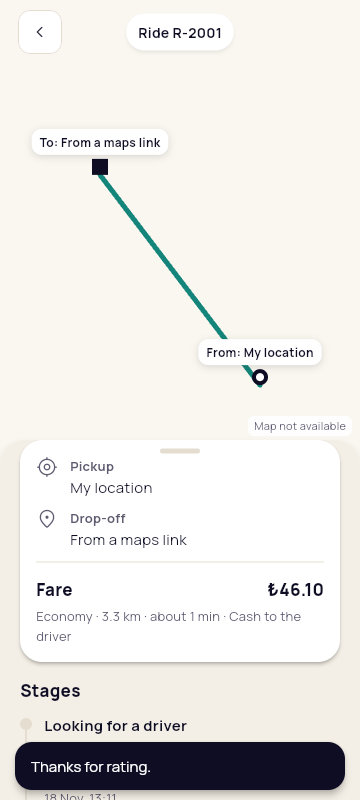 Ride R-2001
To: From a maps link
From: My location
Map not available
Pickup
My location
Drop-off
From a maps link
Fare
₺46.10
Economy · 3.3 km · about 1 min · Cash to the
driver
Stages
Looking for a driver
Thanks for rating.
18 Nov, 13:11